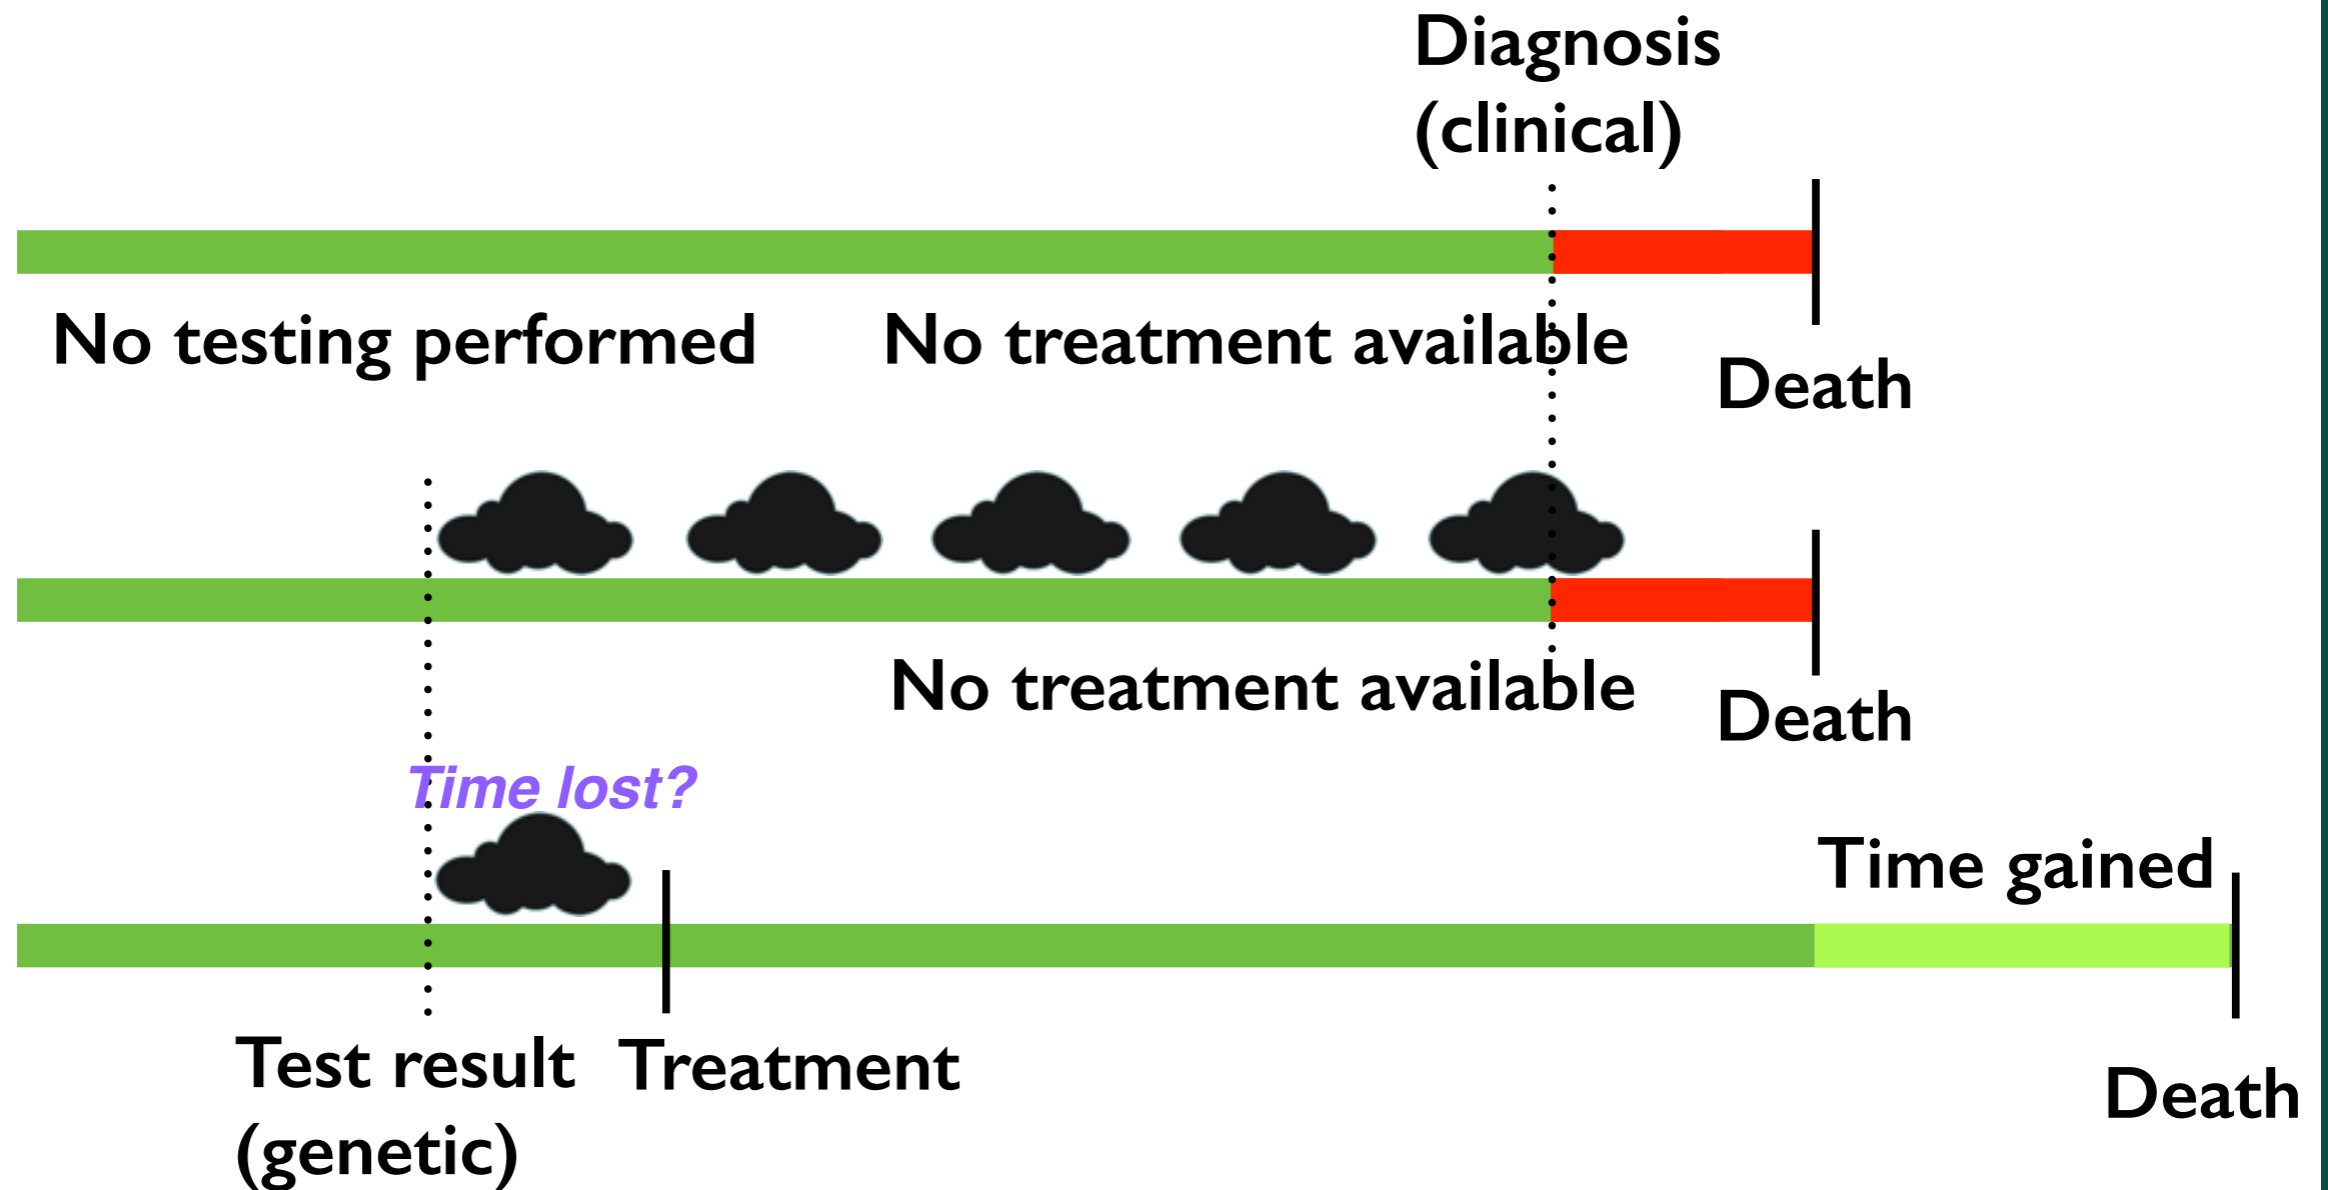 Diagnosis
(clinical)
No testing performed
No treatment available
Death
No treatment available
Death
Time lost?
Time gained
Test result
(genetic)
Treatment
Death